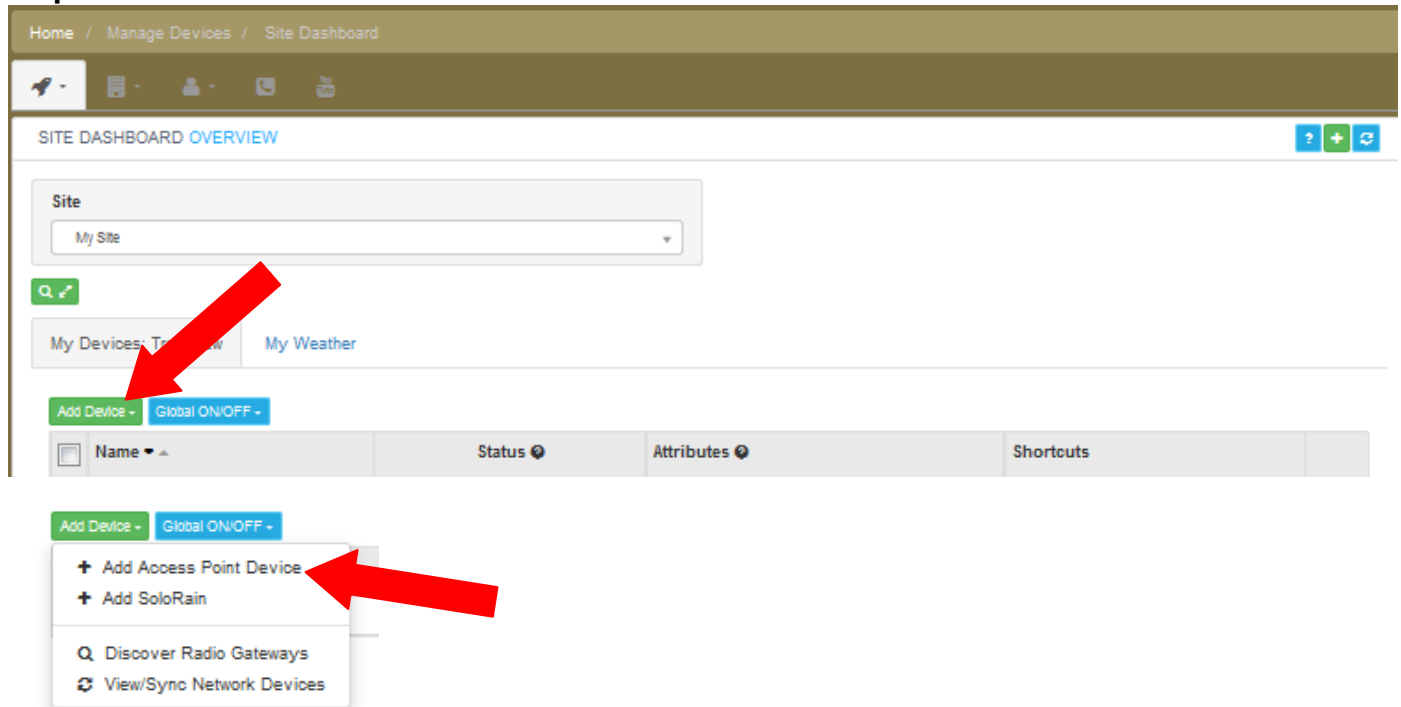 Home / Manage Devices / Site Dashboard
SITE DASHBOARD OVERVIEW
Site
My Site
My Devices: My Weather
Add Device Global ON/OFF
Name Status Attributes Shortcuts
Add Device Global ON/OFF
+ Add Access Point Device
+ Add SoloRain
Discover Radio Gateways
View/Sync Network Devices